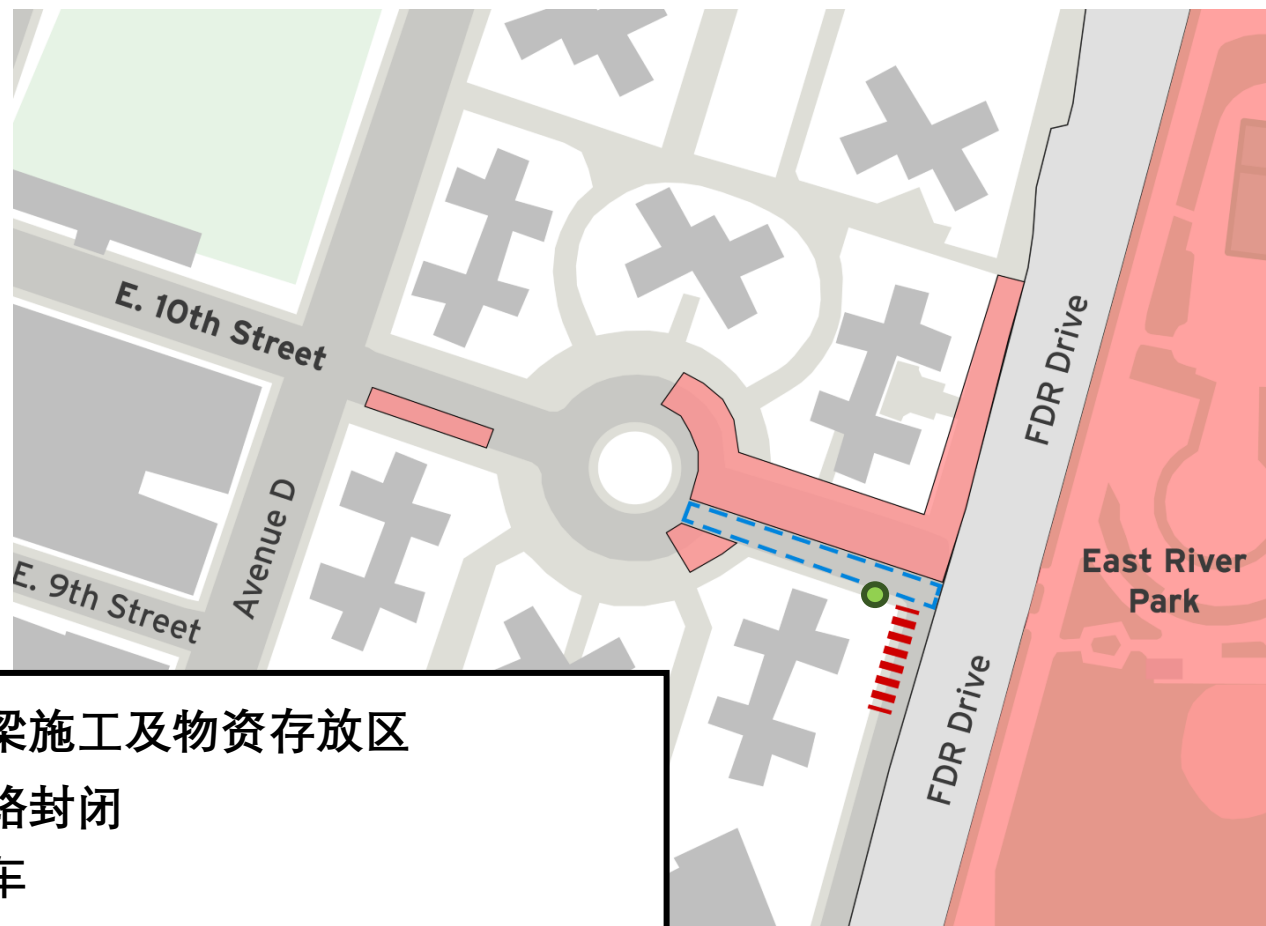 E. 10th Street
FDR Drive
Avenue D
E. 9th Street
East River
Park
FDR Drive
梁施工及物资存放区
路封闭
车